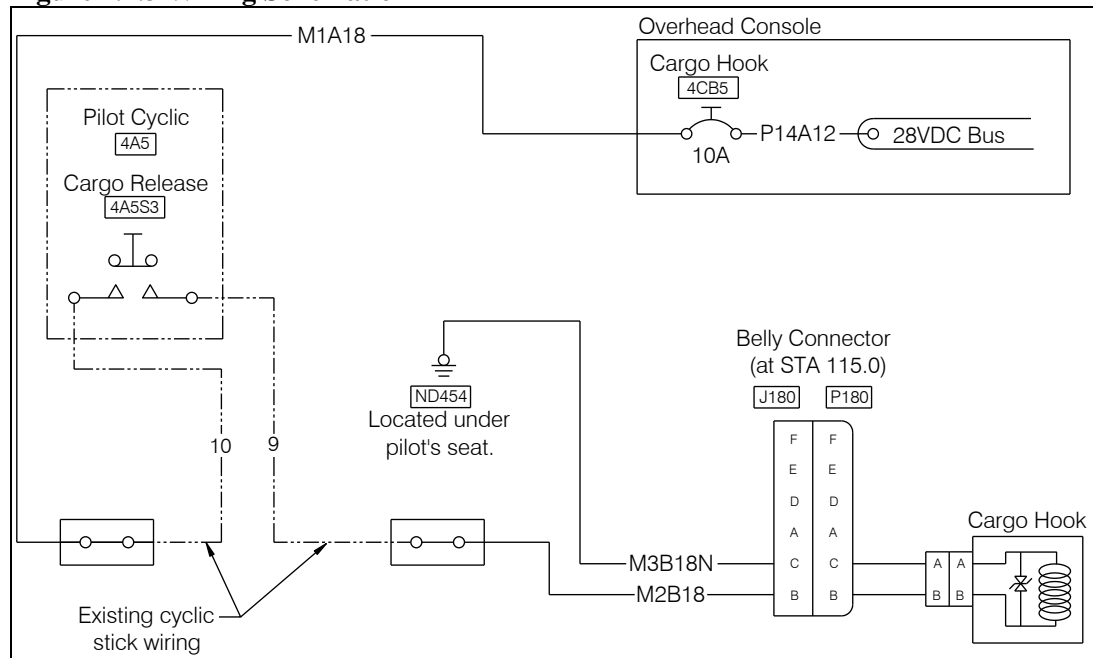 M1A18
Overhead Console
Cargo Hook
4CB5
10A
P14A12
28VDC Bus
Pilot Cyclic
4A5
Cargo Release
4A5S3
10
9
ND454
Located under
pilot's seat.
Belly Connector
(at STA 115.0)
J180 P180
F F
E E
D D
A A
C C
B B
M3B18N
M2B18
Cargo Hook
A A
B B
Existing cyclic
stick wiring